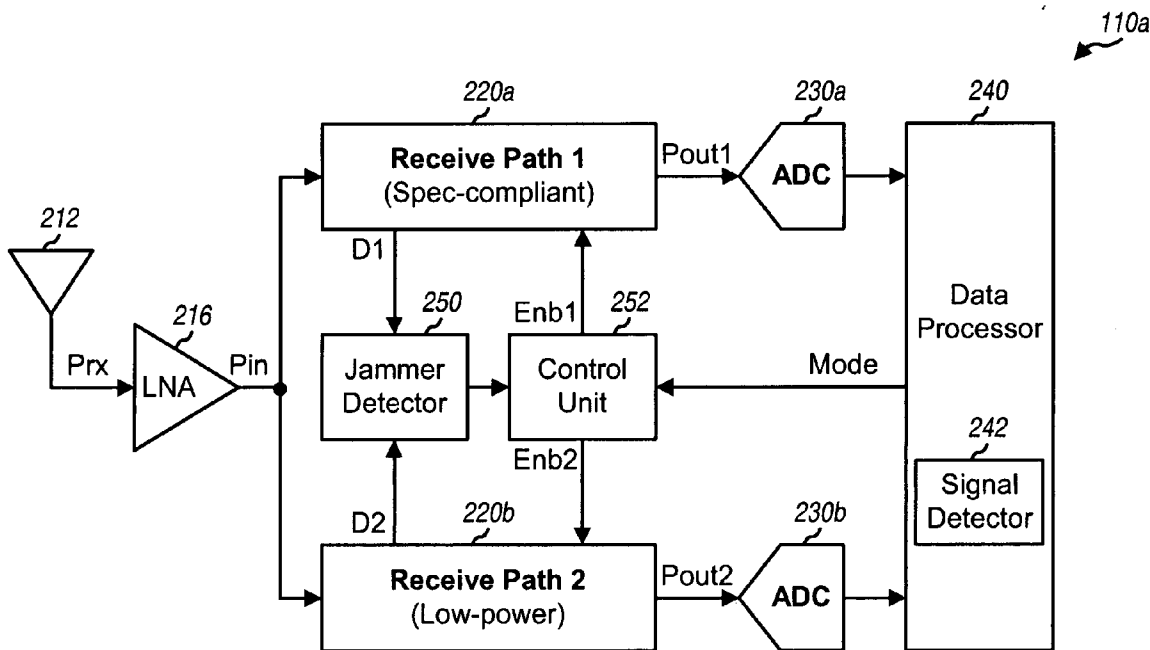 110a
220a
230a
240
Receive Path 1
(Spec-compliant)
Pout1
ADC
212
D1
Enb1
250
252
216
Prx
LNA
Pin
Jammer
Detector
Control
Unit
Mode
Data
Processor
242
Signal
Detector
D2
Enb2
220b
230b
Receive Path 2
(Low-power)
Pout2
ADC